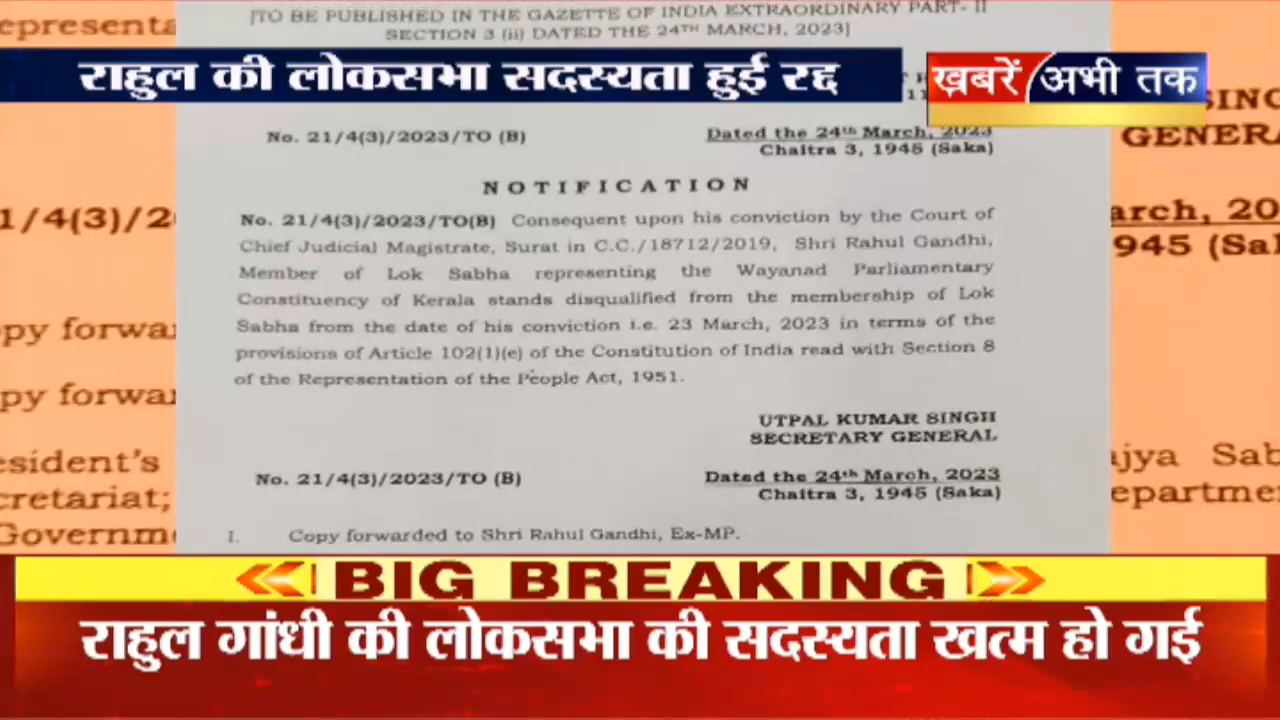 [TO BE PUBLISHED IN THE GAZETTE OF INDIA EXTRAORDINARY PART- II
SECTION 3 (ii) DATED THE 24TH MARCH, 2023]
राहुल की लोकसभा सदस्यता हुई रद्द
ख़बरें अभी तक
No. 21/4(3)/2023/TO (B)
Dated the 24th March, 2023
Chaitra 3, 1945 (Saka)
NOTIFICATION
No. 21/4(3)/2023/TO(B) Consequent upon his conviction by the Court of
Chief Judicial Magistrate, Surat in C.C./18712/2019, Shri Rahul Gandhi,
Member of Lok Sabha representing the Wayanad Parliamentary
Constituency of Kerala stands disqualified from the membership of Lok
Sabha from the date of his conviction i.e. 23 March, 2023 in terms of the
provisions of Article 102(1)(e) of the Constitution of India read with Section 8
of the Representation of the People Act, 1951.
UTPAL KUMAR SINGH
SECRETARY GENERAL
No. 21/4(3)/2023/TO (B)
Dated the 24th March, 2023
Chaitra 3, 1945 (Saka)
I. Copy forwarded to Shri Rahul Gandhi, Ex-MP.
BIG BREAKING
राहुल गांधी की लोकसभा की सदस्यता खत्म हो गई